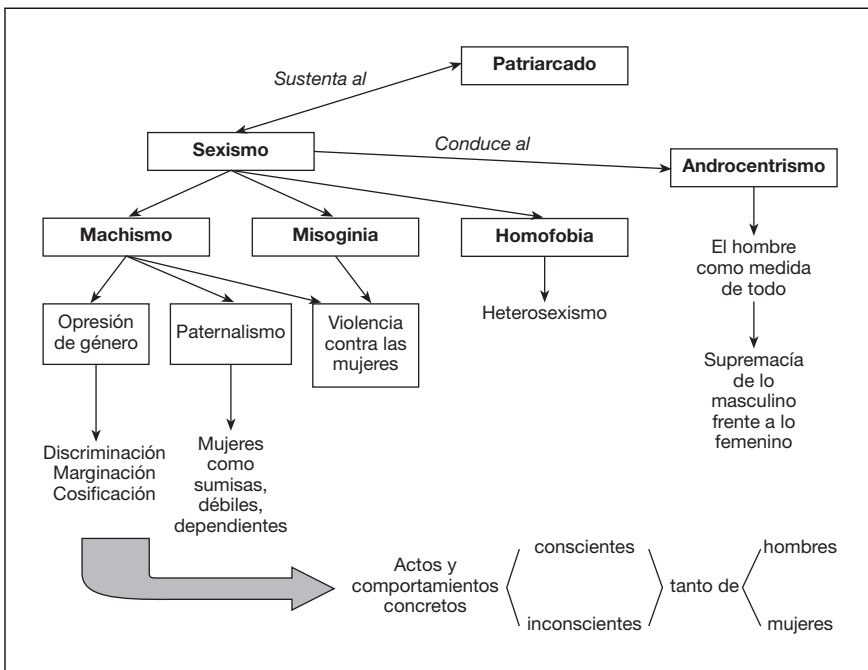 Patriarcado
Sustenta al
Sexismo
Conduce al
Androcentrismo
Machismo
Misoginia
Homofobia
El hombre
como medida
de todo
Opresión
de género
Paternalismo
Violencia
contra las
mujeres
Heterosexismo
Supremacía
de lo
masculino
frente a lo
femenino
Discriminación
Marginación
Cosificación
Mujeres
como
sumisas,
débiles,
dependientes
Actos y
comportamientos
concretos
conscientes
inconscientes
tanto de
hombres
mujeres